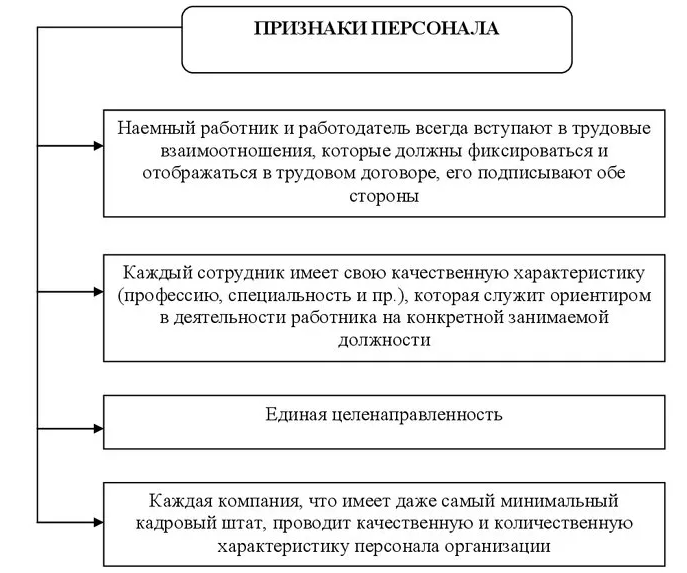 ПРИЗНАКИ ПЕРСОНАЛА
Наемный работник и работодатель всегда вступают в трудовые
взаимоотношения, которые должны фиксироваться и
отображаться в трудовом договоре, его подписывают обе
стороны
Каждый сотрудник имеет свою качественную характеристику
(профессию, специальность и пр.), которая служит ориентиром
в деятельности работника на конкретной занимаемой
должности
Единая целенаправленность
Каждая компания, что имеет даже самый минимальный
кадровый штат, проводит качественную и количественную
характеристику персонала организации